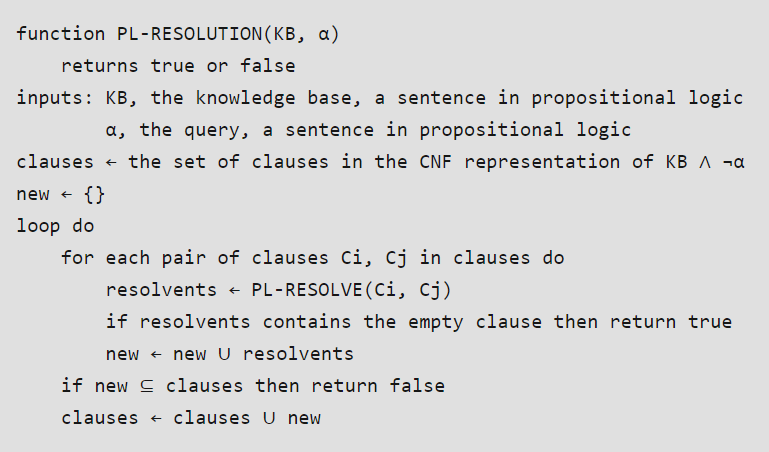 function PL-RESOLUTION(KB, α)
returns true or false
inputs: KB, the knowledge base, a sentence in propositional logic
α, the query, a sentence in propositional logic
clauses ← the set of clauses in the CNF representation of KB ∧ ¬α
new ← {}
loop do
for each pair of clauses Ci, Cj in clauses do
resolvents ← PL-RESOLVE(Ci, Cj)
if resolvents contains the empty clause then return true
new ← new ∪ resolvents
if new ⊆ clauses then return false
clauses ← clauses ∪ new